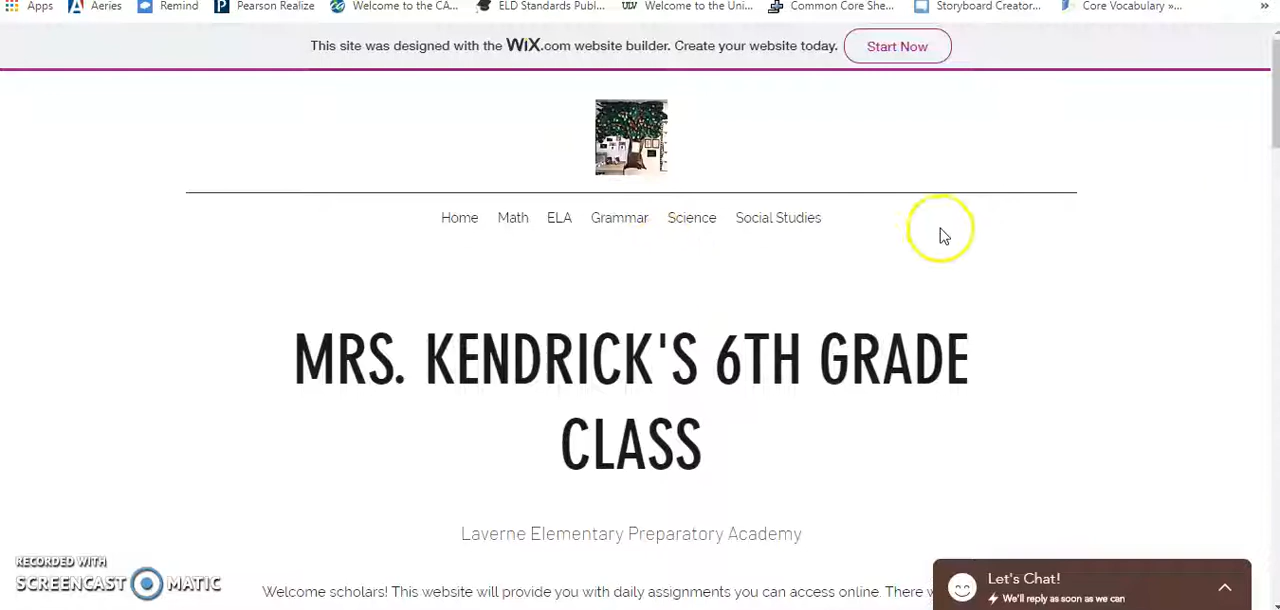 Apps Aeries Remind Pearson Realize Welcome to the CA... ELD Standards Publ... Welcome to the Uni... Common Core She... Storyboard Creator... Core Vocabulary »... »
This site was designed with the WiX.com website builder. Create your website today. Start Now
Home Math ELA Grammar Science Social Studies
MRS. KENDRICK'S 6TH GRADE
CLASS
Laverne Elementary Preparatory Academy
Welcome scholars! This website will provide you with daily assignments you can access online. There
Let's Chat!
We'll reply as soon as we can
RECORDED WITH
SCREENCAST MATIC